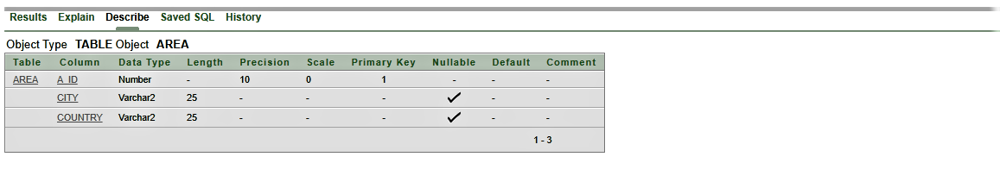 Results Explain Describe Saved SQL History
Object Type TABLE Object AREA
Table Column Data Type Length Precision Scale Primary Key Nullable Default Comment
AREA A_ID Number - 10 0 1 - - -
CITY Varchar2 25 - - - ✓ - -
COUNTRY Varchar2 25 - - - ✓ - -
1 - 3